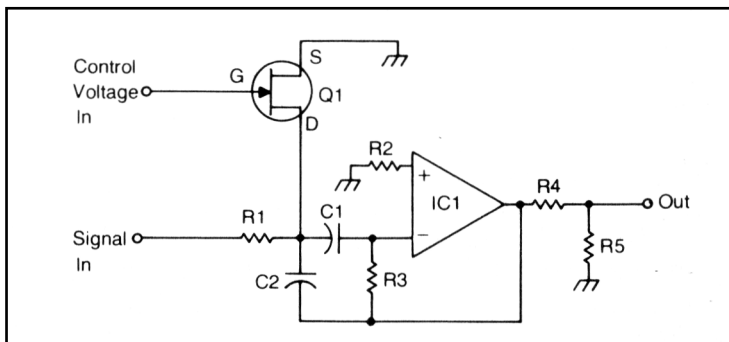 S
Control
Voltage
In
G
Q1
D
R2
+
IC1
R4
Out
R1
C1
−
Signal
In
C2
R3
R5